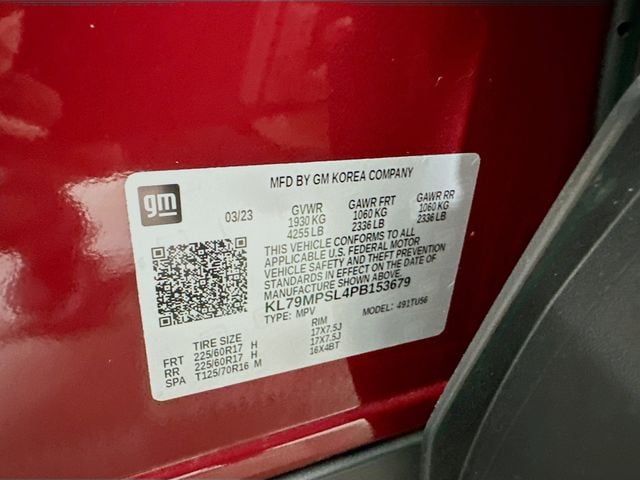 MFD BY GM KOREA COMPANY
gm
03/23
GVWR GAWR FRT GAWR RR
1930 KG 1060 KG 1060 KG
4255 LB 2336 LB 2336 LB
THIS VEHICLE CONFORMS TO ALL
APPLICABLE U.S. FEDERAL MOTOR
VEHICLE SAFETY AND THEFT PREVENTION
STANDARDS IN EFFECT ON THE DATE OF
MANUFACTURE SHOWN ABOVE.
KL79MPSL4PB153679
TYPE: MPV MODEL: 491TU56
TIRE SIZE RIM
FRT 225/60R17 H 17X7.5J
RR 225/60R17 H 17X7.5J
SPA T125/70R16 M 16X4BT